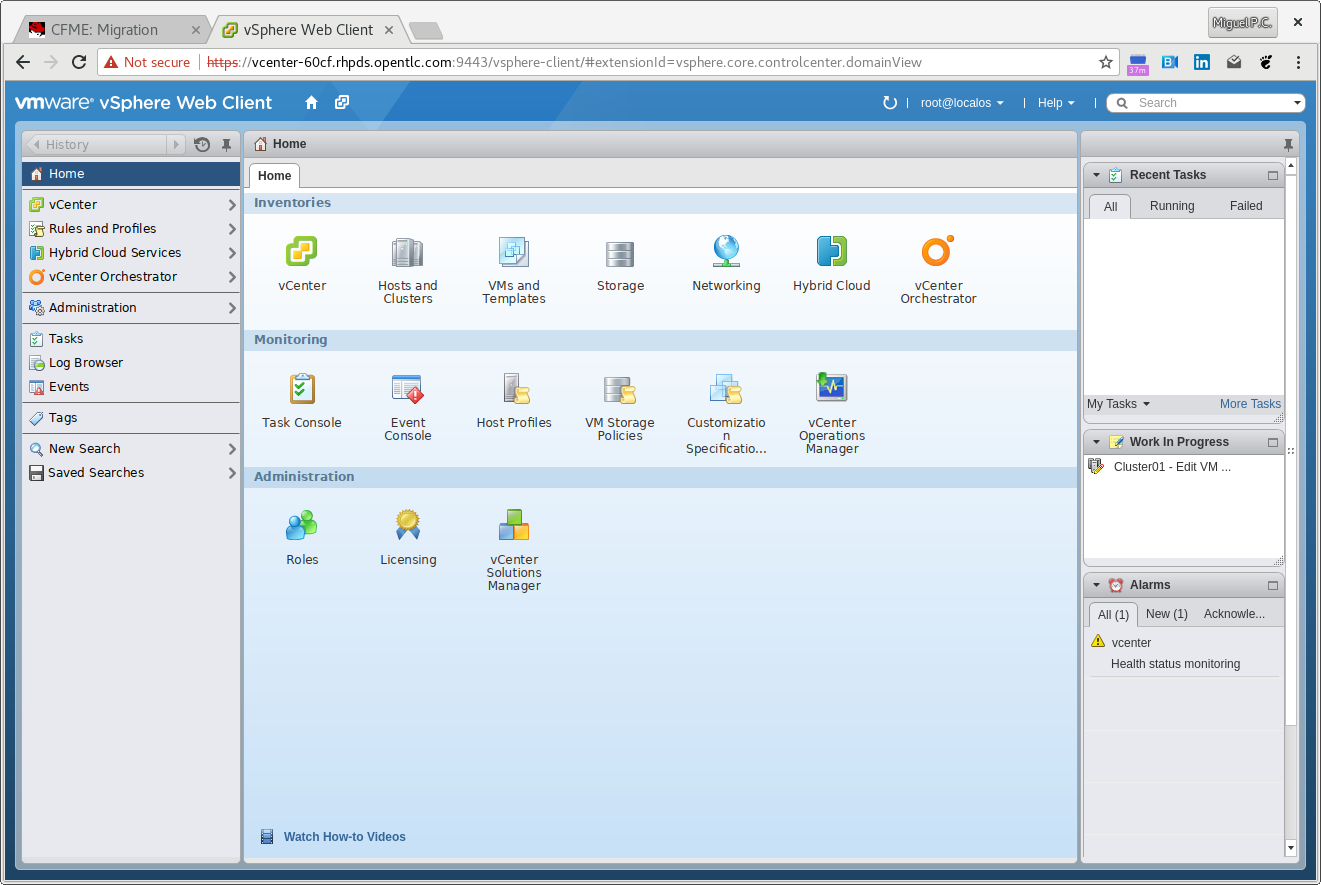 CFME: Migration
vSphere Web Client
Miguel P.C.
Not secure
https://vcenter-60cf.rhpds.opentlc.com:9443/vsphere-client/#extensionId=vsphere.core.controlcenter.domainView
37m
vmware® vSphere Web Client
root@localos
Help
Search
History
Home
vCenter
Rules and Profiles
Hybrid Cloud Services
vCenter Orchestrator
Administration
Tasks
Log Browser
Events
Tags
New Search
Saved Searches
Home
Home
Inventories
vCenter
Hosts and
Clusters
VMs and
Templates
Storage
Networking
Hybrid Cloud
vCenter
Orchestrator
Monitoring
Task Console
Event
Console
Host Profiles
VM Storage
Policies
Customizatio
n
Specificatio...
vCenter
Operations
Manager
Administration
Roles
Licensing
vCenter
Solutions
Manager
Watch How-to Videos
Recent Tasks
All Running Failed
My Tasks More Tasks
Work In Progress
Cluster01 - Edit VM ...
Alarms
All (1) New (1) Acknowle...
vcenter
Health status monitoring